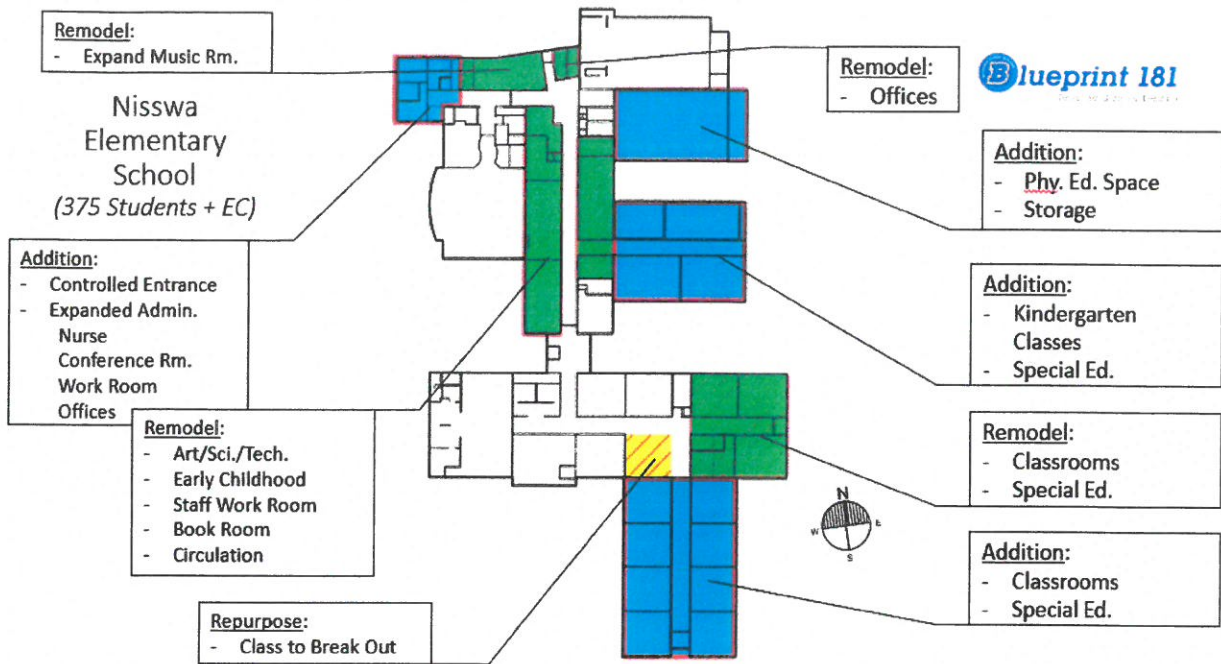 Remodel:
- Expand Music Rm.
Nisswa
Elementary
School
(375 Students + EC)
Remodel:
- Offices
Blueprint 181
Addition:
- Phy. Ed. Space
- Storage
Addition:
- Controlled Entrance
- Expanded Admin.
Nurse
Conference Rm.
Work Room
Offices
Addition:
- Kindergarten
Classes
- Special Ed.
Remodel:
- Art/Sci./Tech.
- Early Childhood
- Staff Work Room
- Book Room
- Circulation
Remodel:
- Classrooms
- Special Ed.
N
W
E
S
Addition:
- Classrooms
- Special Ed.
Repurpose:
- Class to Break Out